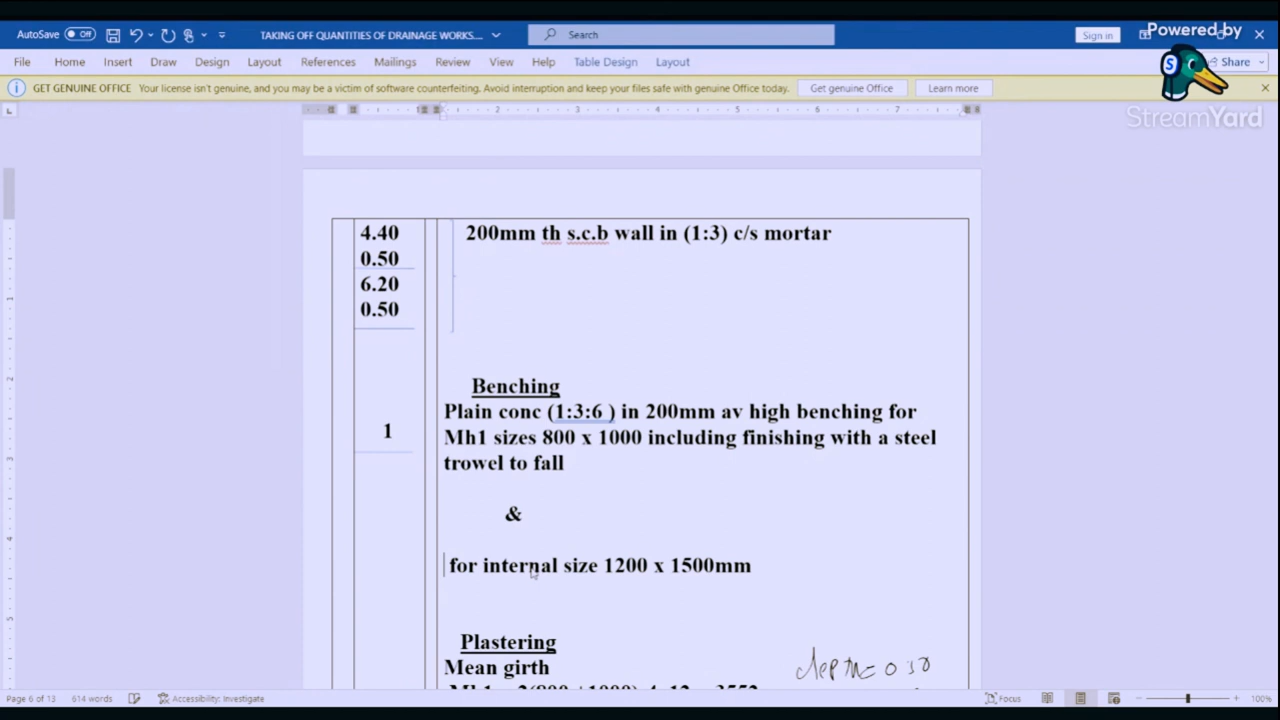 AutoSave Off TAKING OFF QUANTITIES OF DRAINAGE WORKS.... Search Sign in
Powered by
File Home Insert Draw Design Layout References Mailings Review View Help Table Design Layout Share
GET GENUINE OFFICE Your license isn't genuine, and you may be a victim of software counterfeiting. Avoid interruption and keep your files safe with genuine Office today. Get genuine Office Learn more
StreamYard
4.40 200mm th s.c.b wall in (1:3) c/s mortar
0.50
6.20
0.50
Benching
Plain conc (1:3:6 ) in 200mm av high benching for
1 Mh1 sizes 800 x 1000 including finishing with a steel
trowel to fall
&
for internal size 1200 x 1500mm
Plastering
Mean girth
Page 6 of 13 614 words Accessibility: Investigate Focus 100%